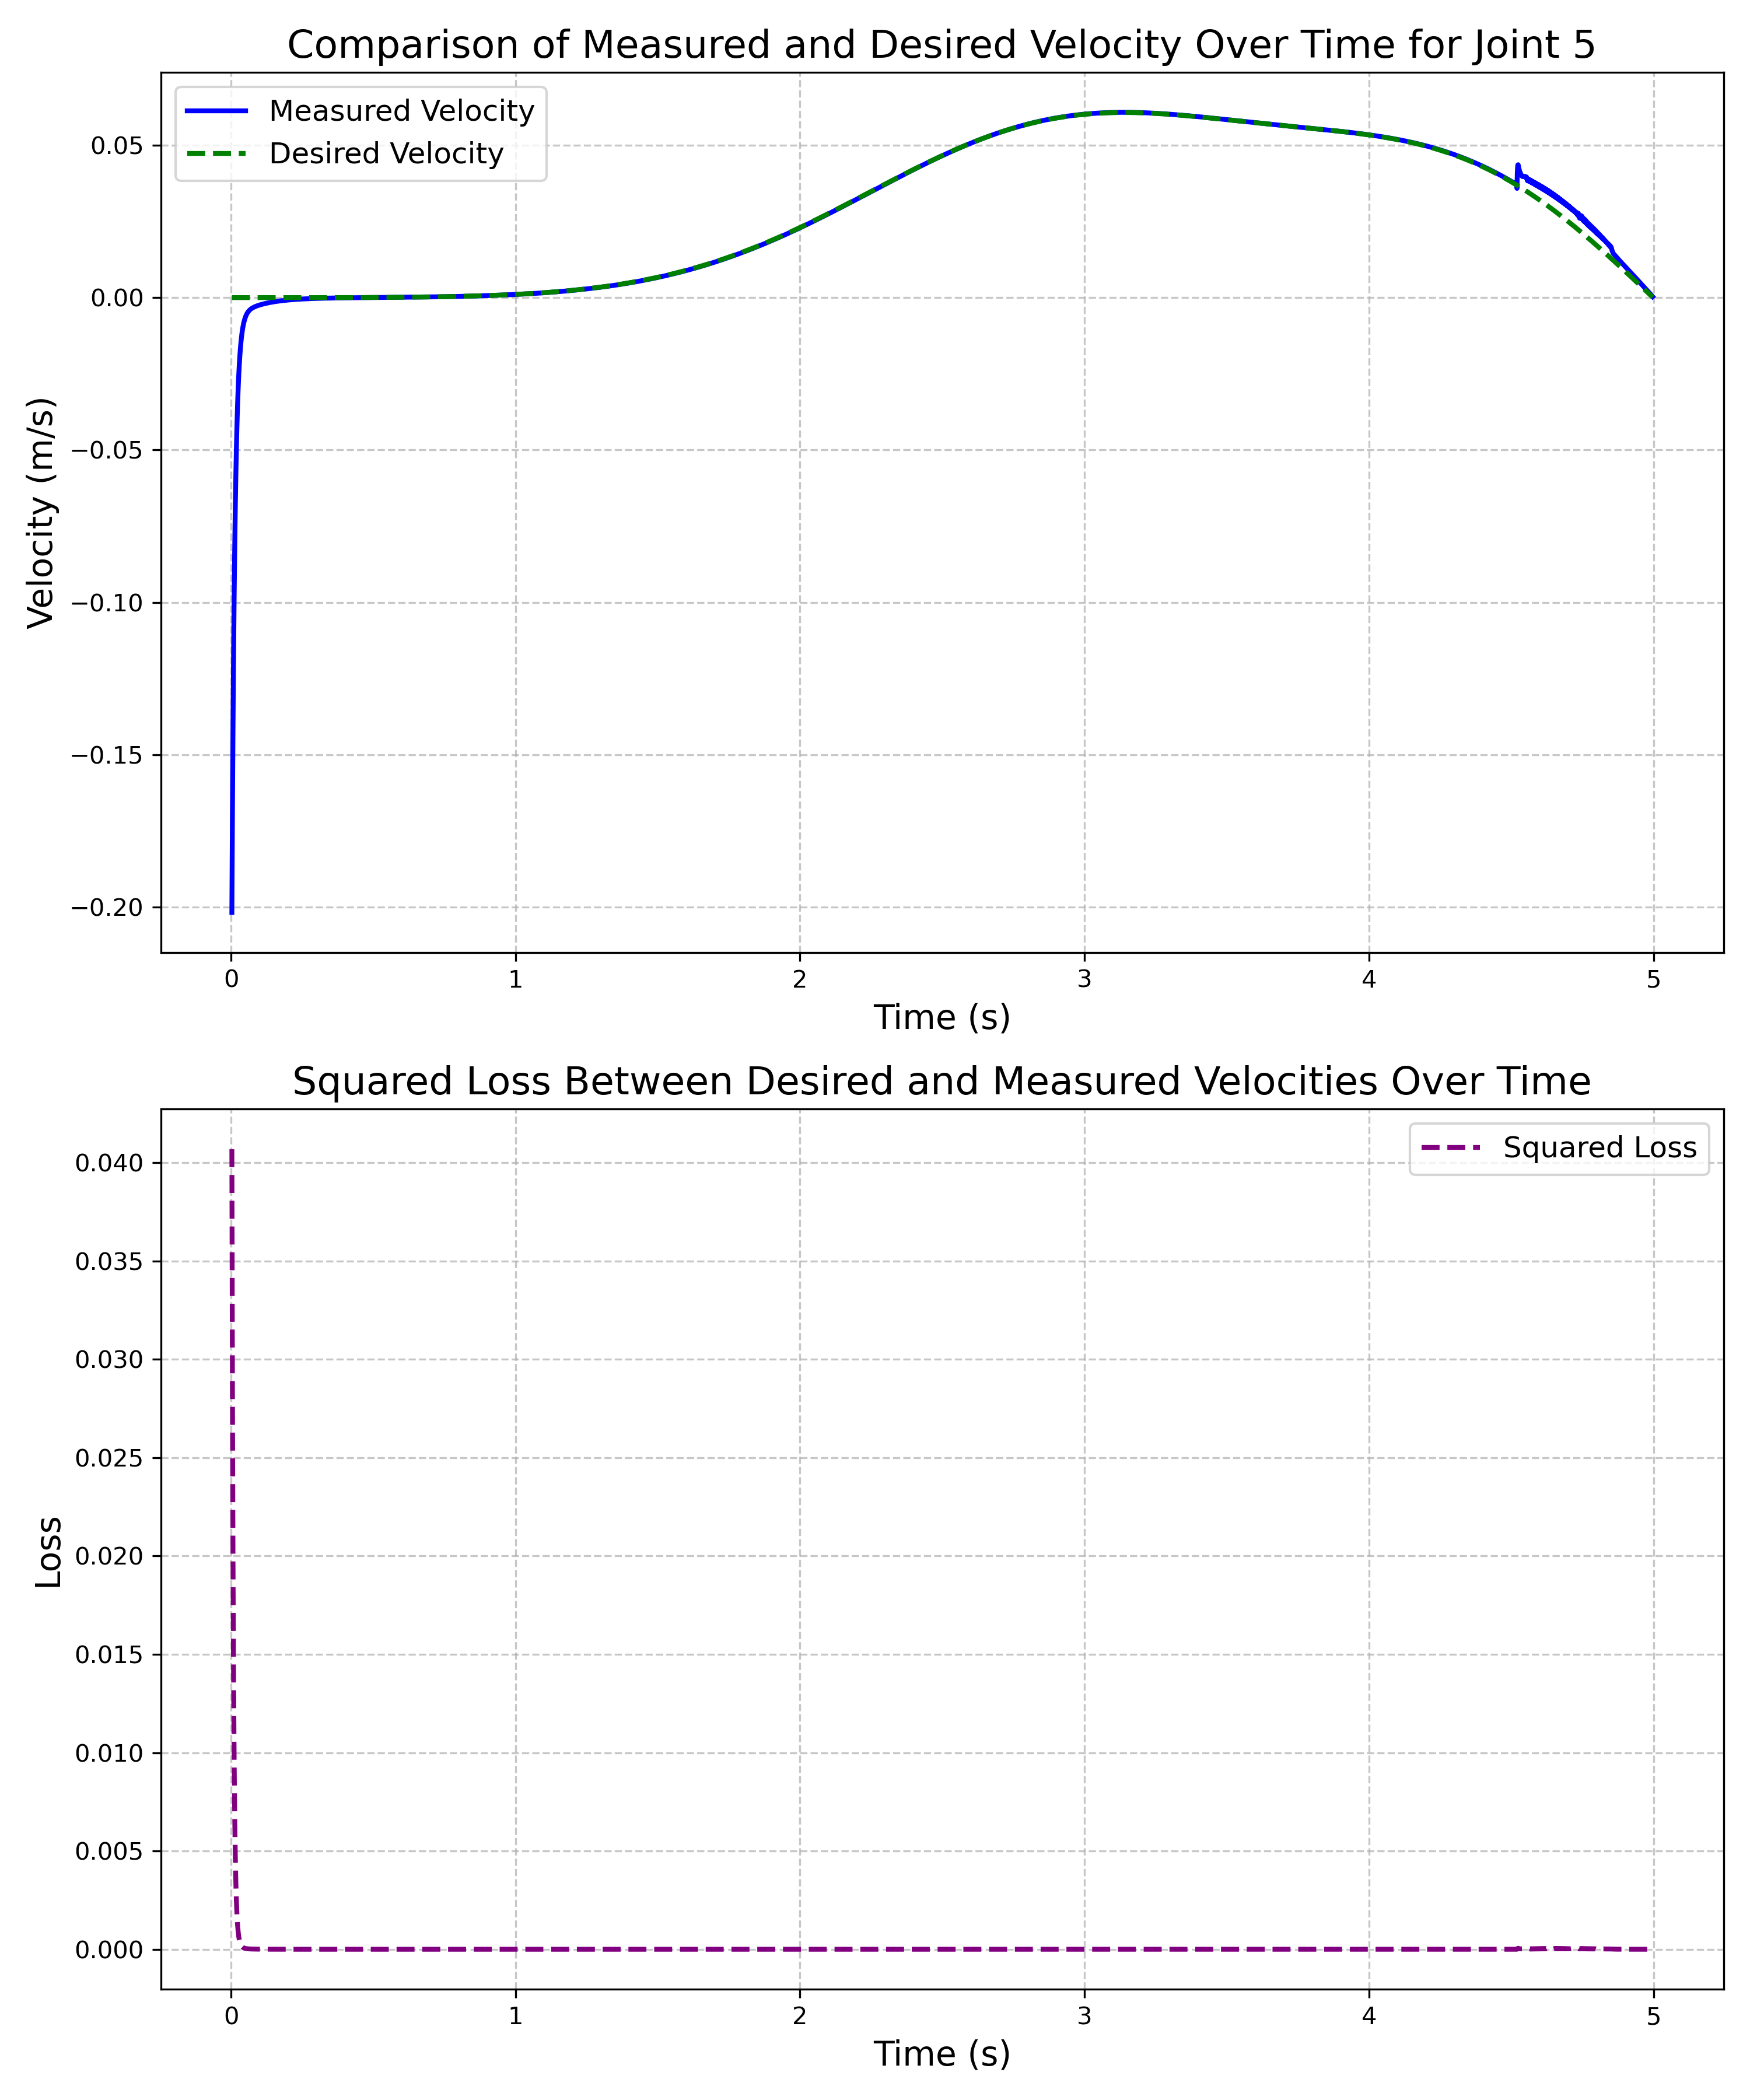 Comparison of Measured and Desired Velocity Over Time for Joint 5
Measured Velocity
Desired Velocity
Velocity (m/s)
0.05
0.00
−0.05
−0.10
−0.15
−0.20
0 1 2 3 4 5
Time (s)
Squared Loss Between Desired and Measured Velocities Over Time
Squared Loss
Loss
0.040
0.035
0.030
0.025
0.020
0.015
0.010
0.005
0.000
0 1 2 3 4 5
Time (s)